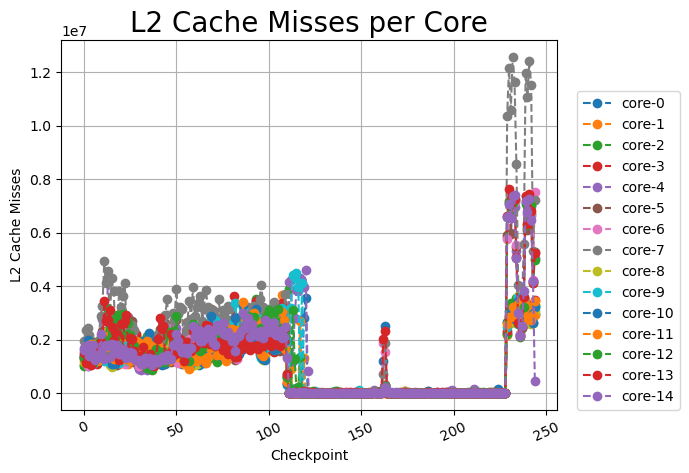 L2 Cache Misses per Core
1e7
1.2
1.0
0.8
0.6
0.4
0.2
0.0
L2 Cache Misses
0
50
100
150
200
250
Checkpoint
core-0
core-1
core-2
core-3
core-4
core-5
core-6
core-7
core-8
core-9
core-10
core-11
core-12
core-13
core-14